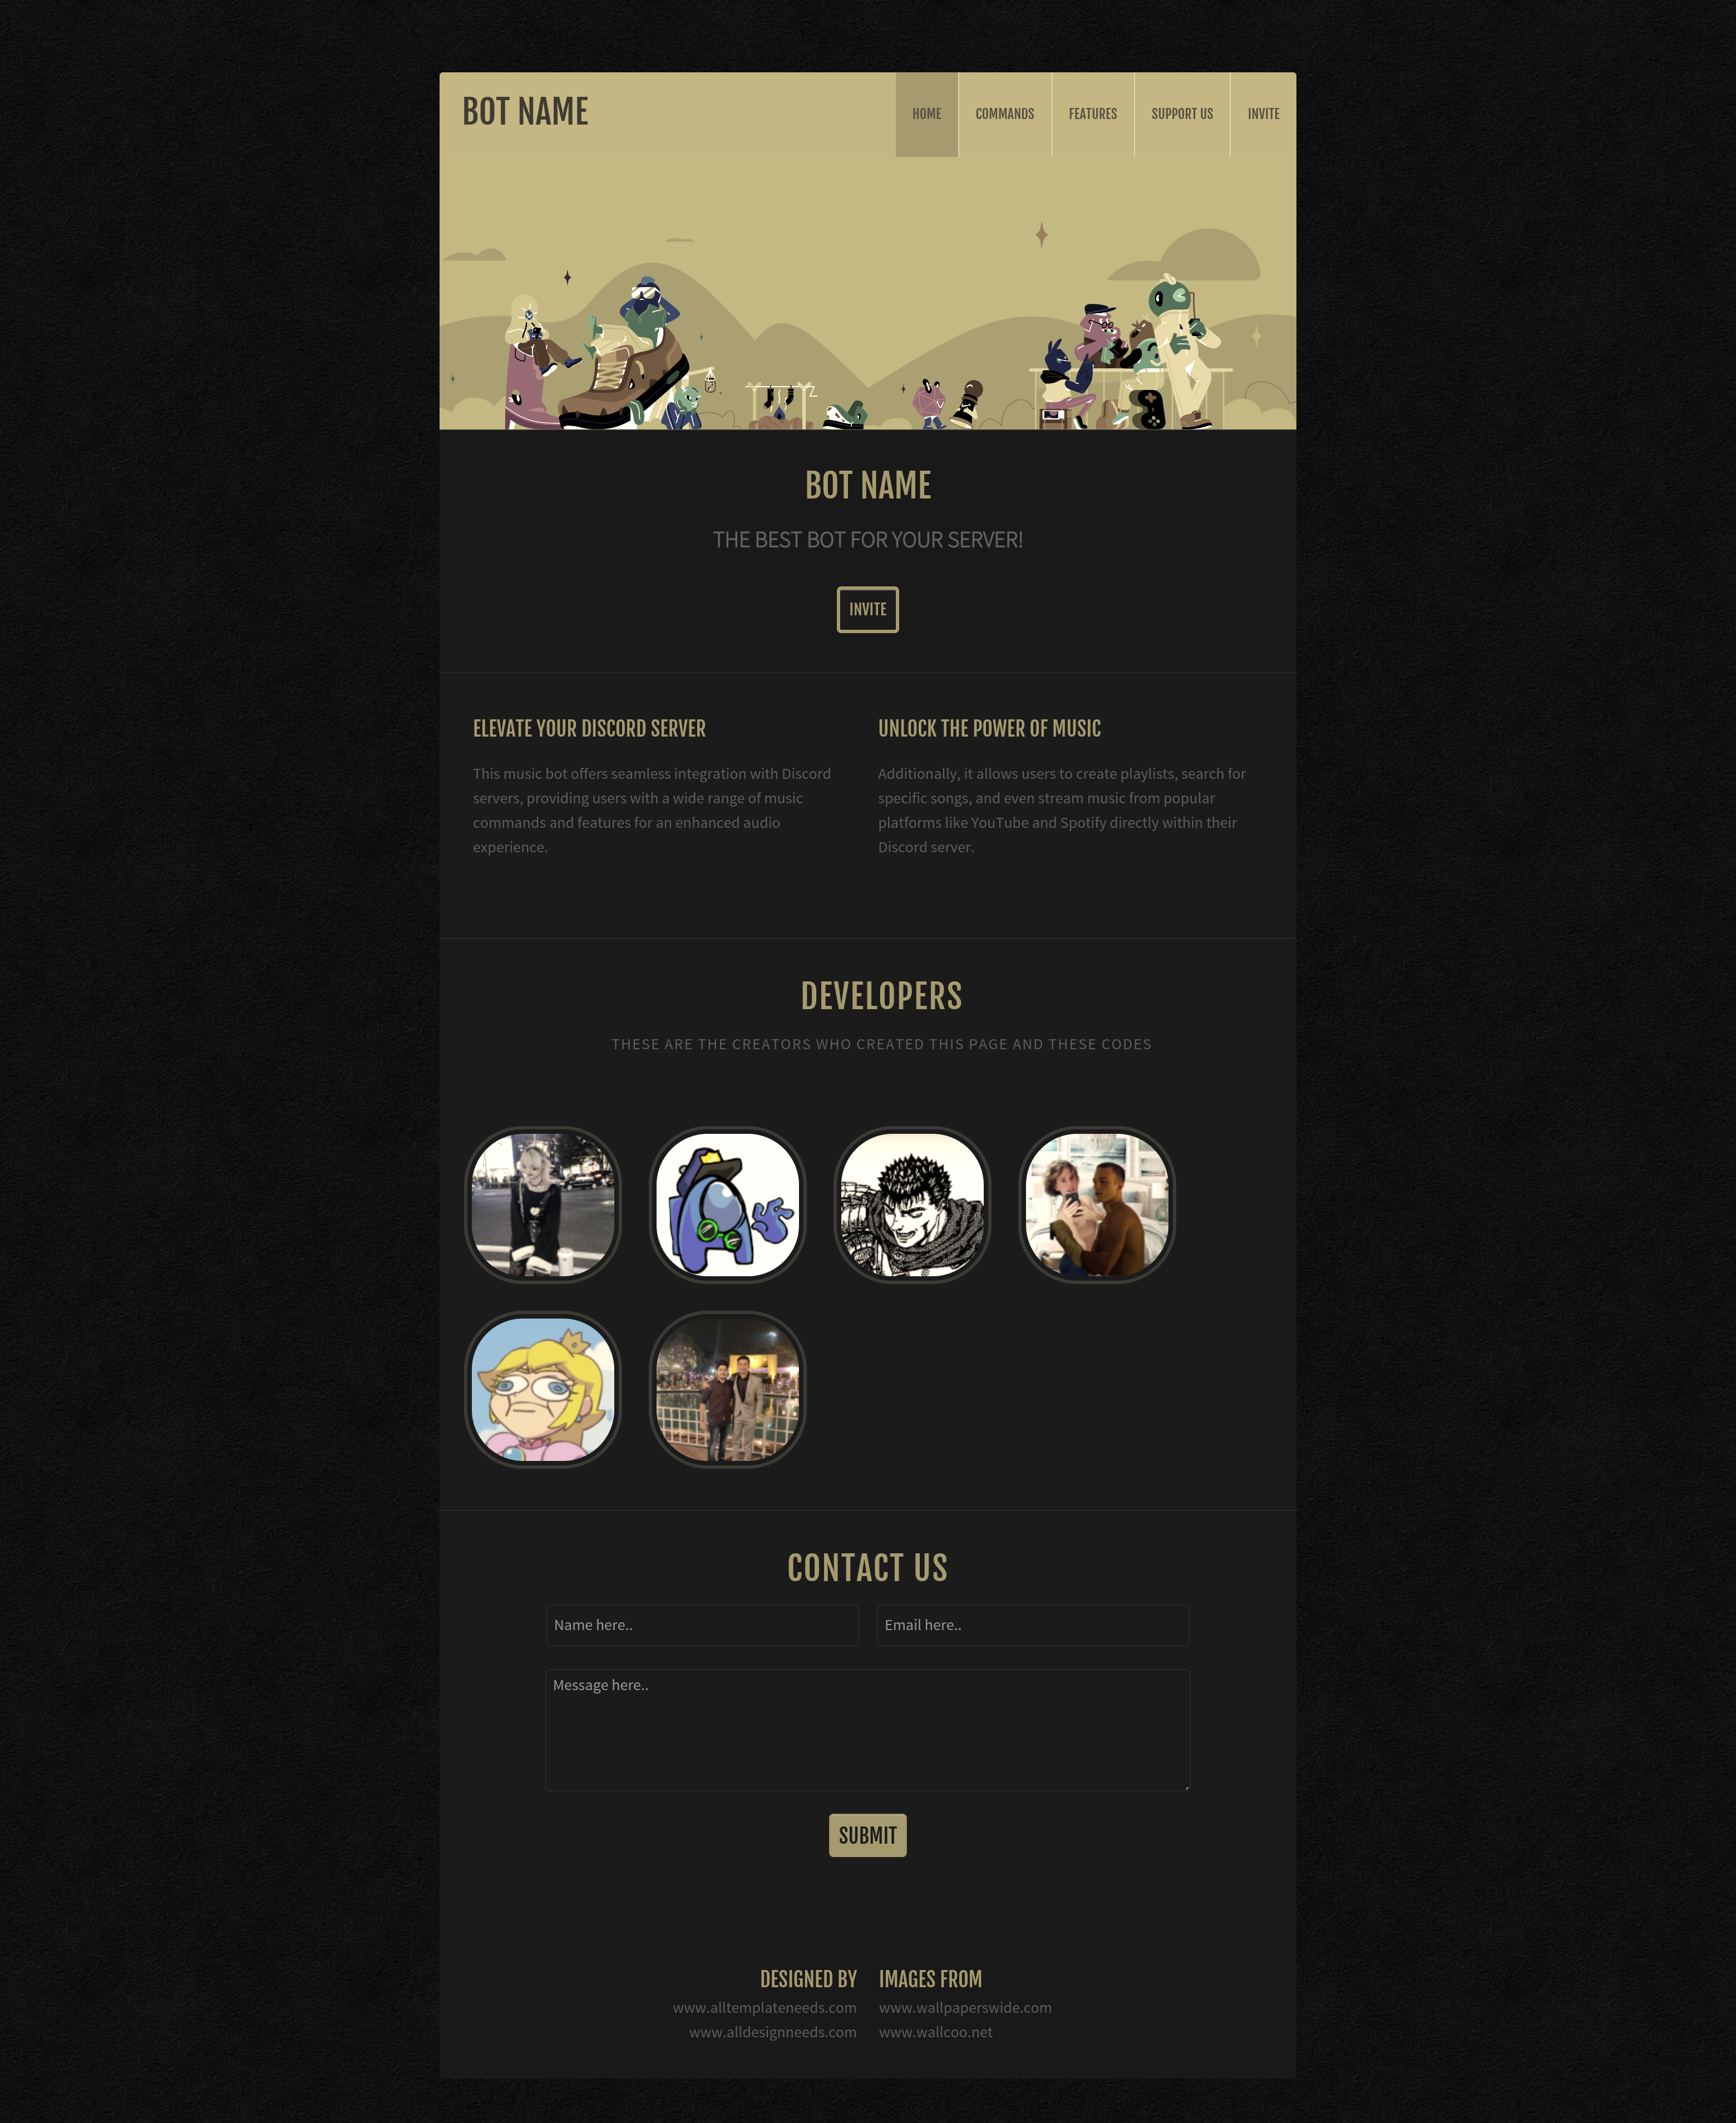 BOT NAME
HOME
COMMANDS
FEATURES
SUPPORT US
INVITE
BOT NAME
THE BEST BOT FOR YOUR SERVER!
INVITE
ELEVATE YOUR DISCORD SERVER
This music bot offers seamless integration with Discord
servers, providing users with a wide range of music
commands and features for an enhanced audio
experience.
UNLOCK THE POWER OF MUSIC
Additionally, it allows users to create playlists, search for
specific songs, and even stream music from popular
platforms like YouTube and Spotify directly within their
Discord server.
DEVELOPERS
THESE ARE THE CREATORS WHO CREATED THIS PAGE AND THESE CODES
CONTACT US
Name here..
Email here..
Message here..
SUBMIT
DESIGNED BY
www.alltemplateneeds.com
www.alldesignneeds.com
IMAGES FROM
www.wallpaperswide.com
www.wallcoo.net